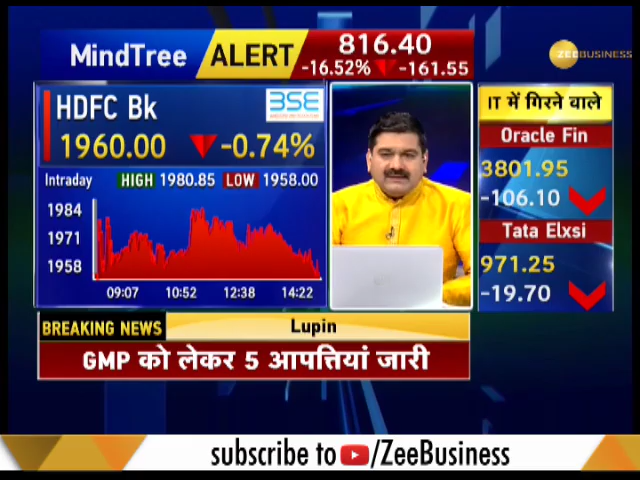 MindTree
ALERT
816.40
-16.52% -161.55
ZEEBUSINESS
HDFC Bk
BSE
1960.00 -0.74%
Intraday HIGH 1980.85 LOW 1958.00
1984
1971
1958
09:07 10:52 12:38 14:22
IT में गिरने वाले
Oracle Fin
3801.95
-106.10
Tata Elxsi
971.25
-19.70
BREAKING NEWS
Lupin
GMP को लेकर 5 आपत्तियां जारी
subscribe to /ZeeBusiness